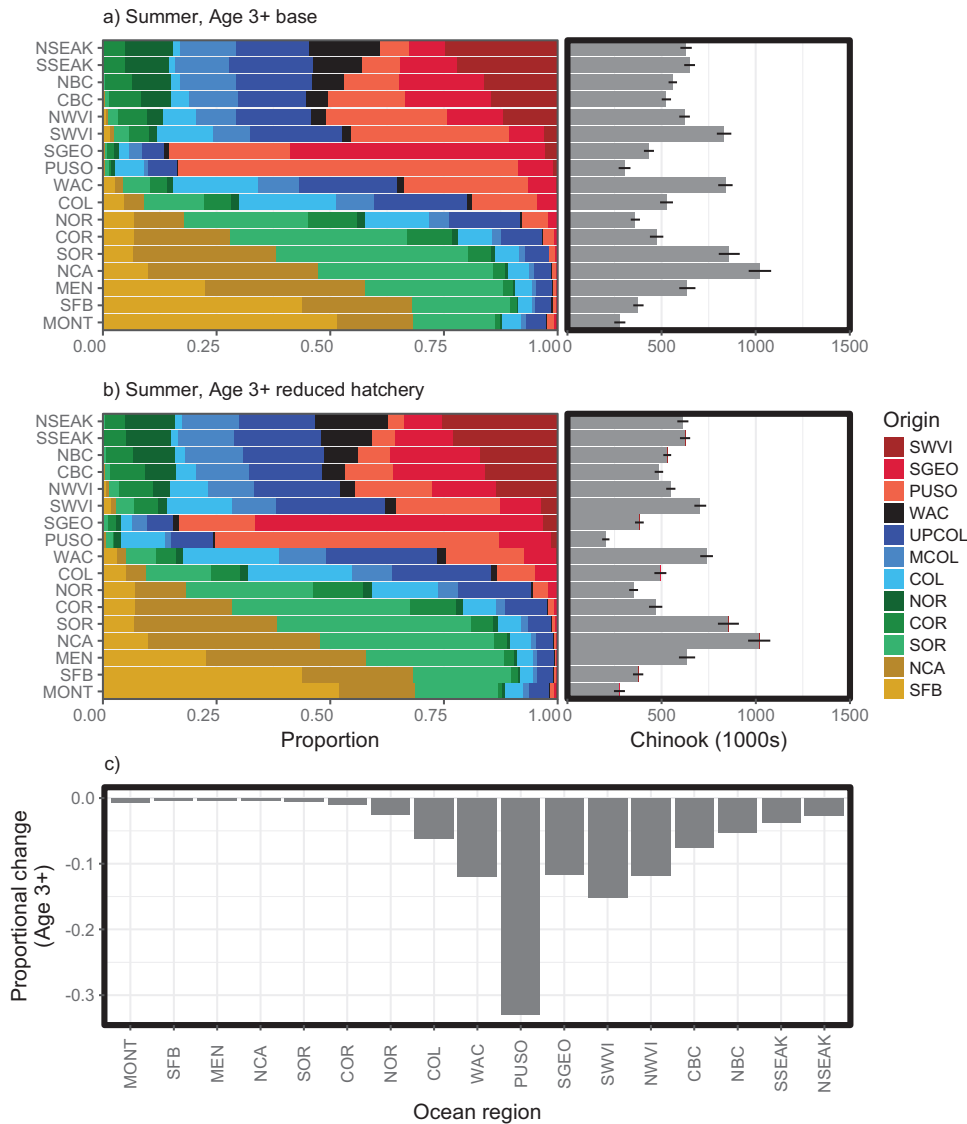 a) Summer, Age 3+ base
NSEAK
SSEAK
NBC
CBC
NWVI
SWVI
SGEO
PUSO
WAC
COL
NOR
COR
SOR
NCA
MEN
SFB
MONT
0.00 0.25 0.50 0.75 1.00 0 500 1000 1500
b) Summer, Age 3+ reduced hatchery
NSEAK
SSEAK
NBC
CBC
NWVI
SWVI
SGEO
PUSO
WAC
COL
NOR
COR
SOR
NCA
MEN
SFB
MONT
0.00 0.25 0.50 0.75 1.00 0 500 1000 1500
Proportion Chinook (1000s)
Origin
SWVI
SGEO
PUSO
WAC
UPCOL
MCOL
COL
NOR
COR
SOR
NCA
SFB
c)
Proportional change
(Age 3+)
0.0
-0.1
-0.2
-0.3
MONT SFB MEN NCA SOR COR NOR COL WAC PUSO SGEO SWVI NWVI CBC NBC SSEAK NSEAK
Ocean region